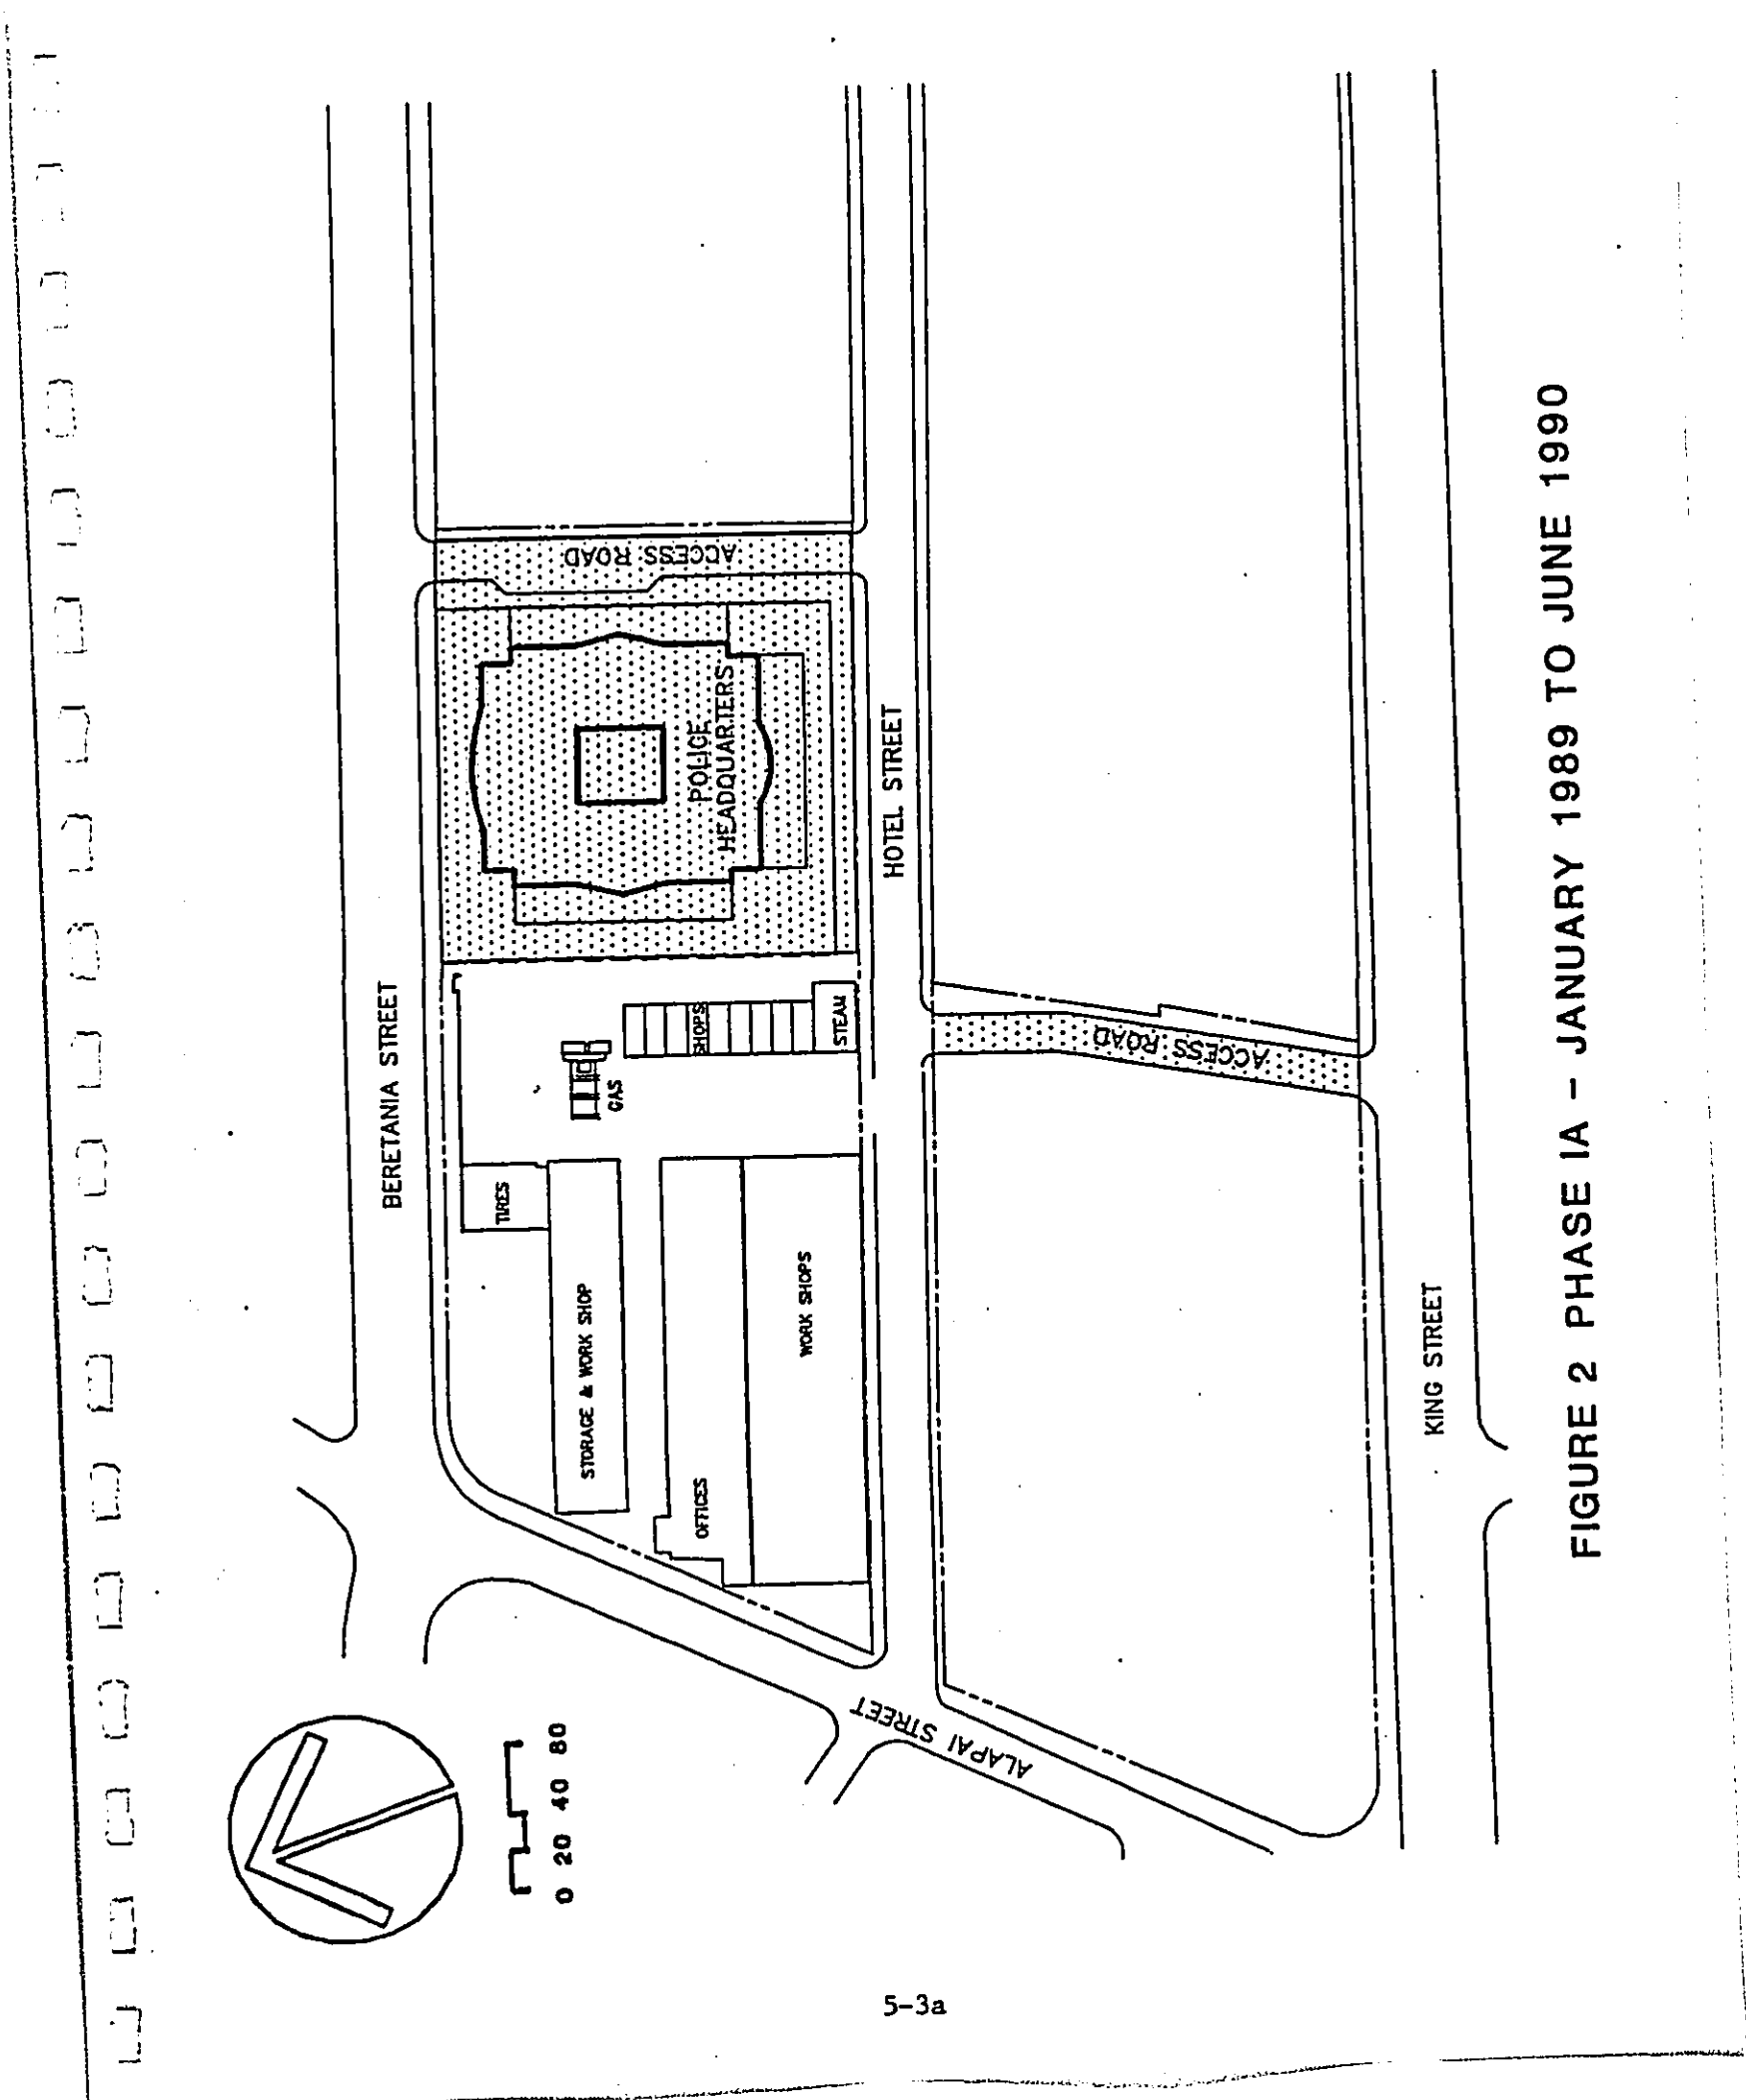 BERETANIA STREET
ACCESS ROAD
POLICE
HEADQUARTERS
HOTEL STREET
SHOPS
STEAM
GAS
TIRES
STORAGE & WORK SHOP
OFFICES
WORK SHOPS
ACCESS ROAD
ALAPAI STREET
KING STREET
0 20 40 80
FIGURE 2 PHASE IA - JANUARY 1989 TO JUNE 1990
5-3a